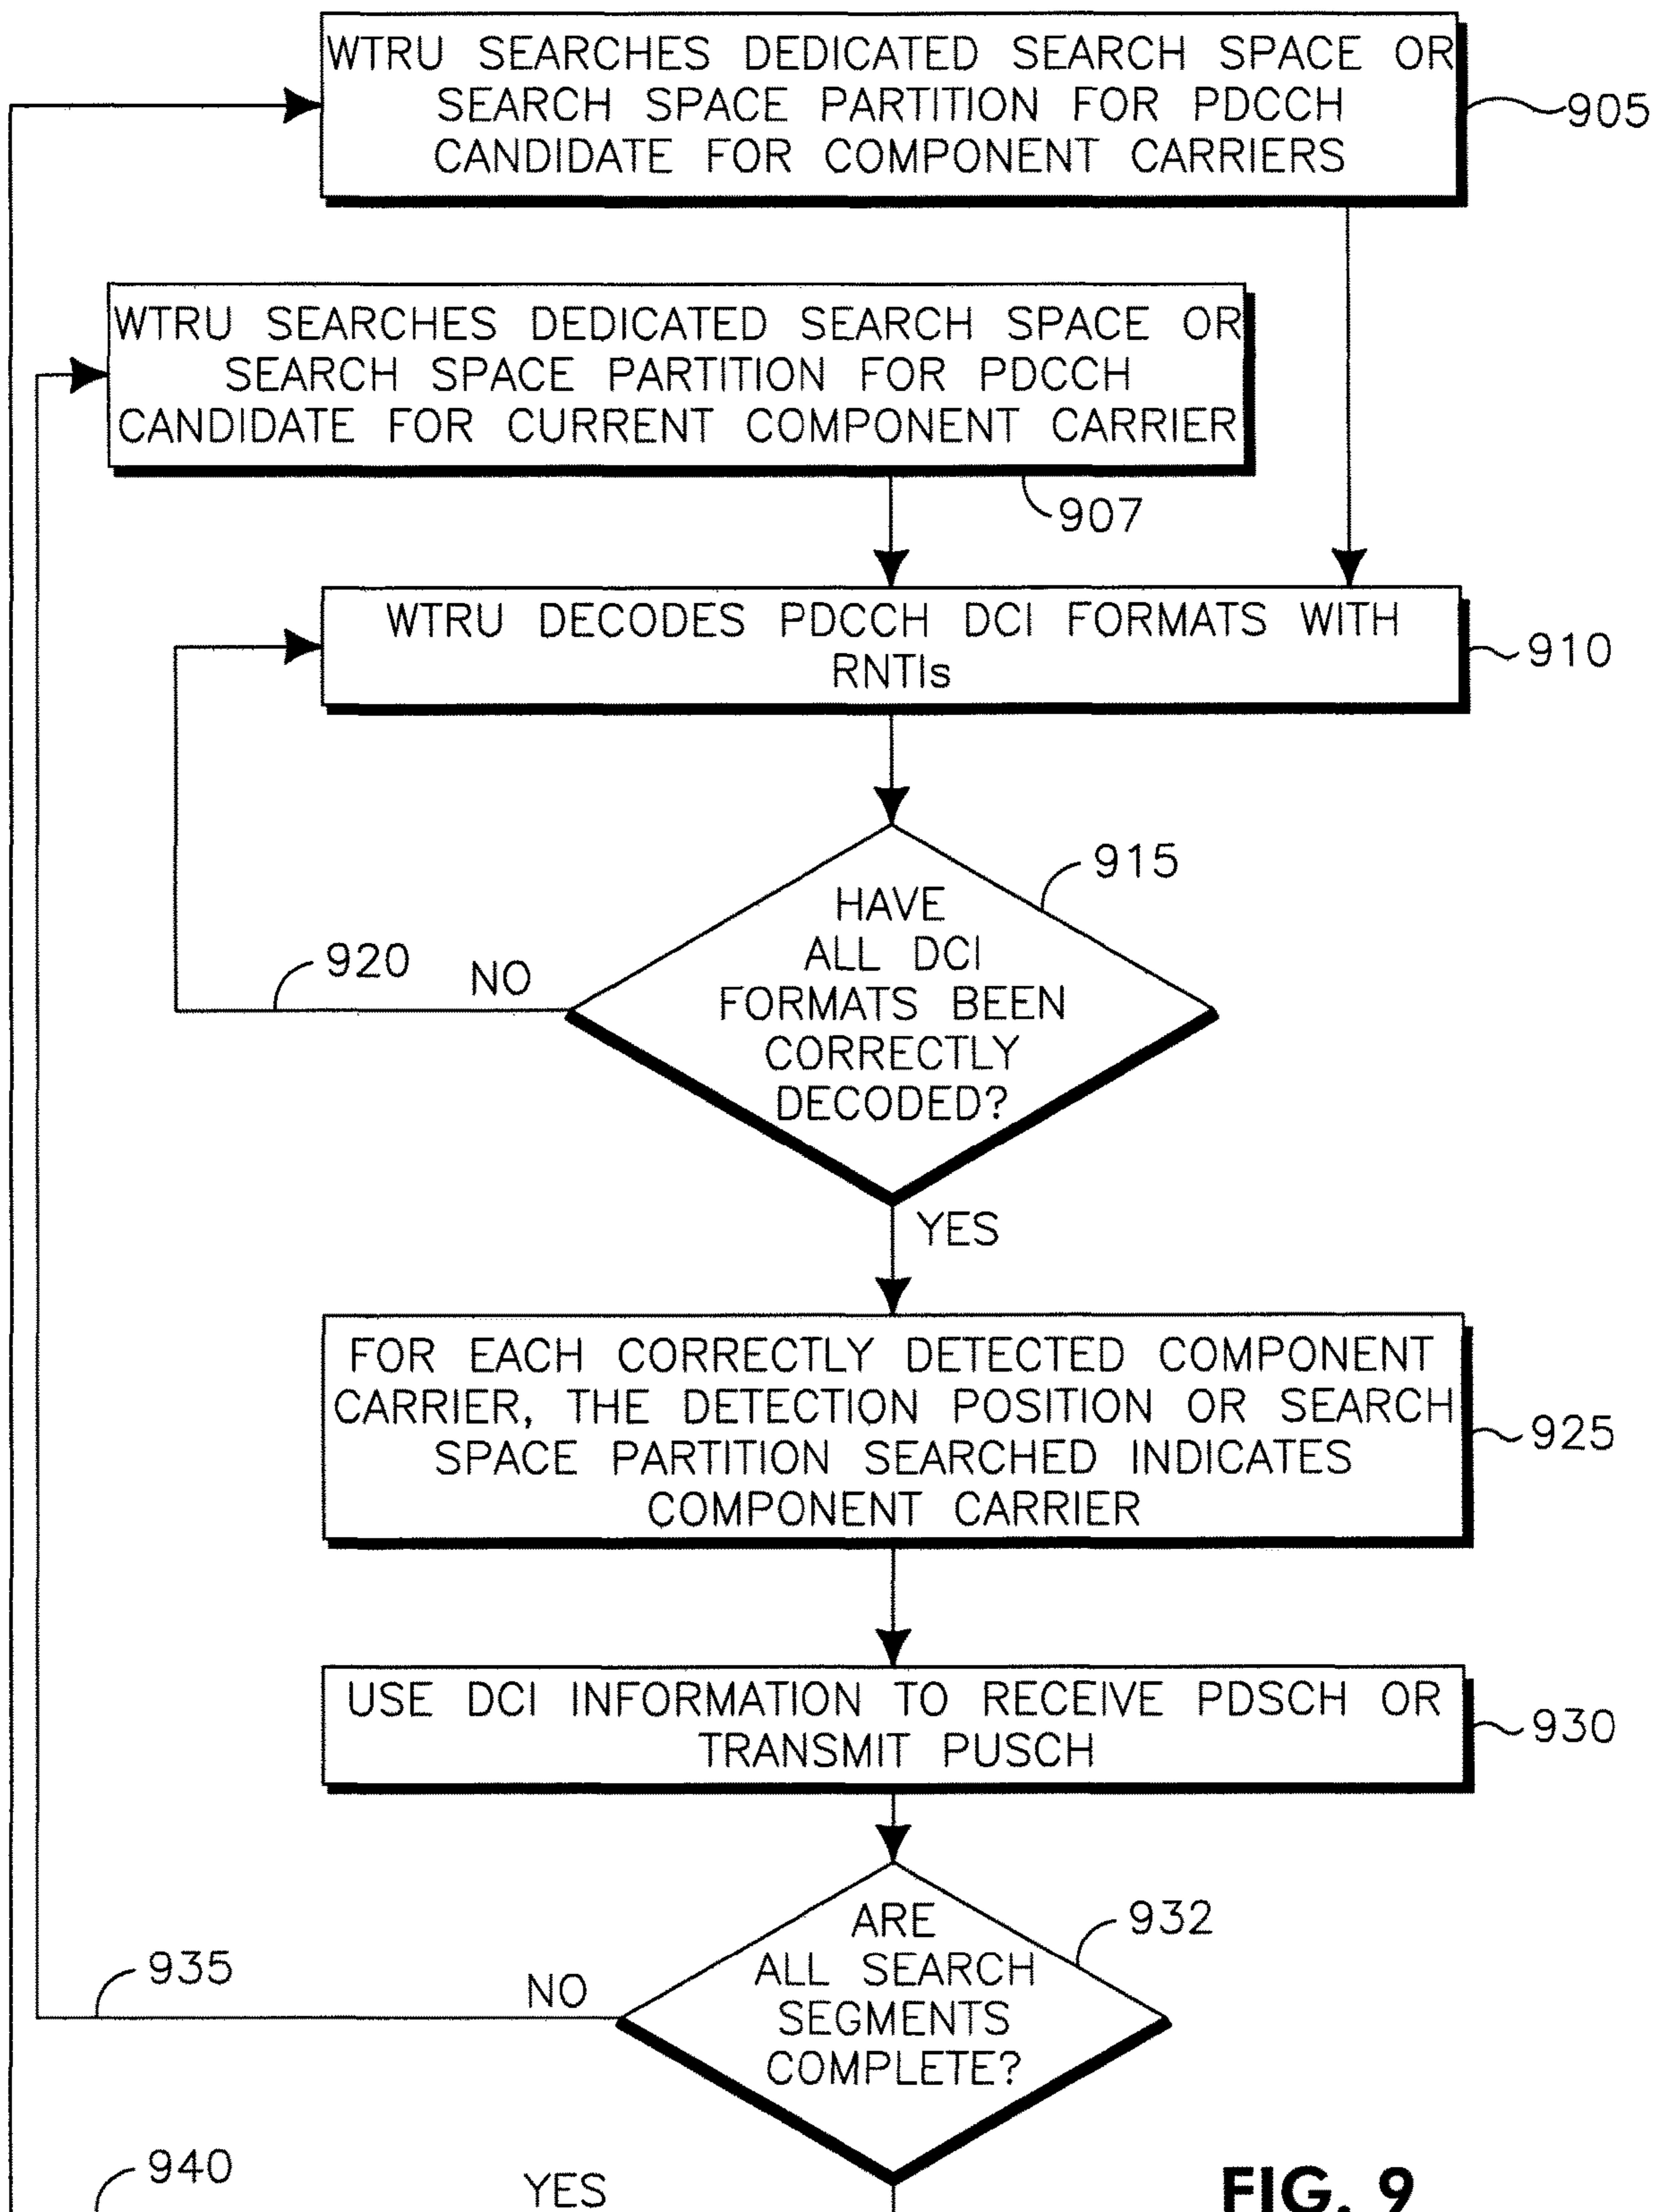 WTRU SEARCHES DEDICATED SEARCH SPACE OR
SEARCH SPACE PARTITION FOR PDCCH
CANDIDATE FOR COMPONENT CARRIERS
905
WTRU SEARCHES DEDICATED SEARCH SPACE OR
SEARCH SPACE PARTITION FOR PDCCH
CANDIDATE FOR CURRENT COMPONENT CARRIER
907
WTRU DECODES PDCCH DCI FORMATS WITH
RNTIs
910
915
HAVE
ALL DCI
FORMATS BEEN
CORRECTLY
DECODED?
920
NO
YES
FOR EACH CORRECTLY DETECTED COMPONENT
CARRIER, THE DETECTION POSITION OR SEARCH
SPACE PARTITION SEARCHED INDICATES
COMPONENT CARRIER
925
USE DCI INFORMATION TO RECEIVE PDSCH OR
TRANSMIT PUSCH
930
932
ARE
ALL SEARCH
SEGMENTS
COMPLETE?
935
NO
940
YES
FIG. 9